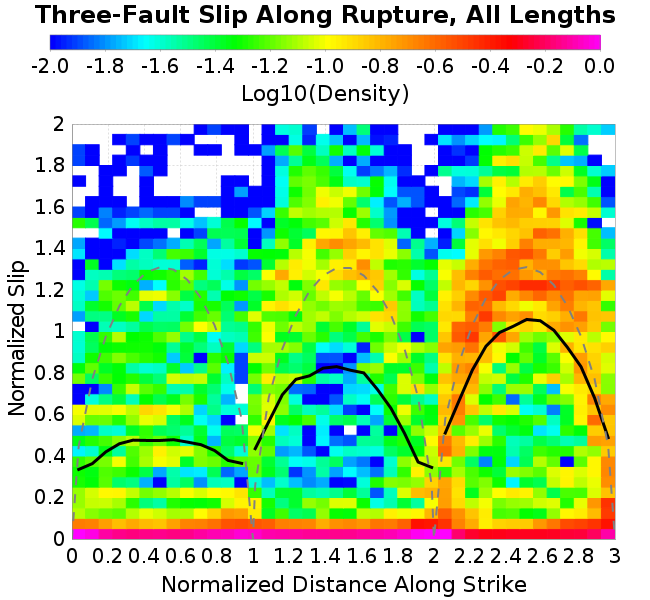 Three-Fault Slip Along Rupture, All Lengths
-2.0 -1.8 -1.6 -1.4 -1.2 -1.0 -0.8 -0.6 -0.4 -0.2 0.0
Log10(Density)
2
1.8
1.6
1.4
1.2
1
0.8
0.6
0.4
0.2
0
Normalized Slip
0 0.2 0.4 0.6 0.8 1 1.2 1.4 1.6 1.8 2 2.2 2.4 2.6 2.8 3
Normalized Distance Along Strike